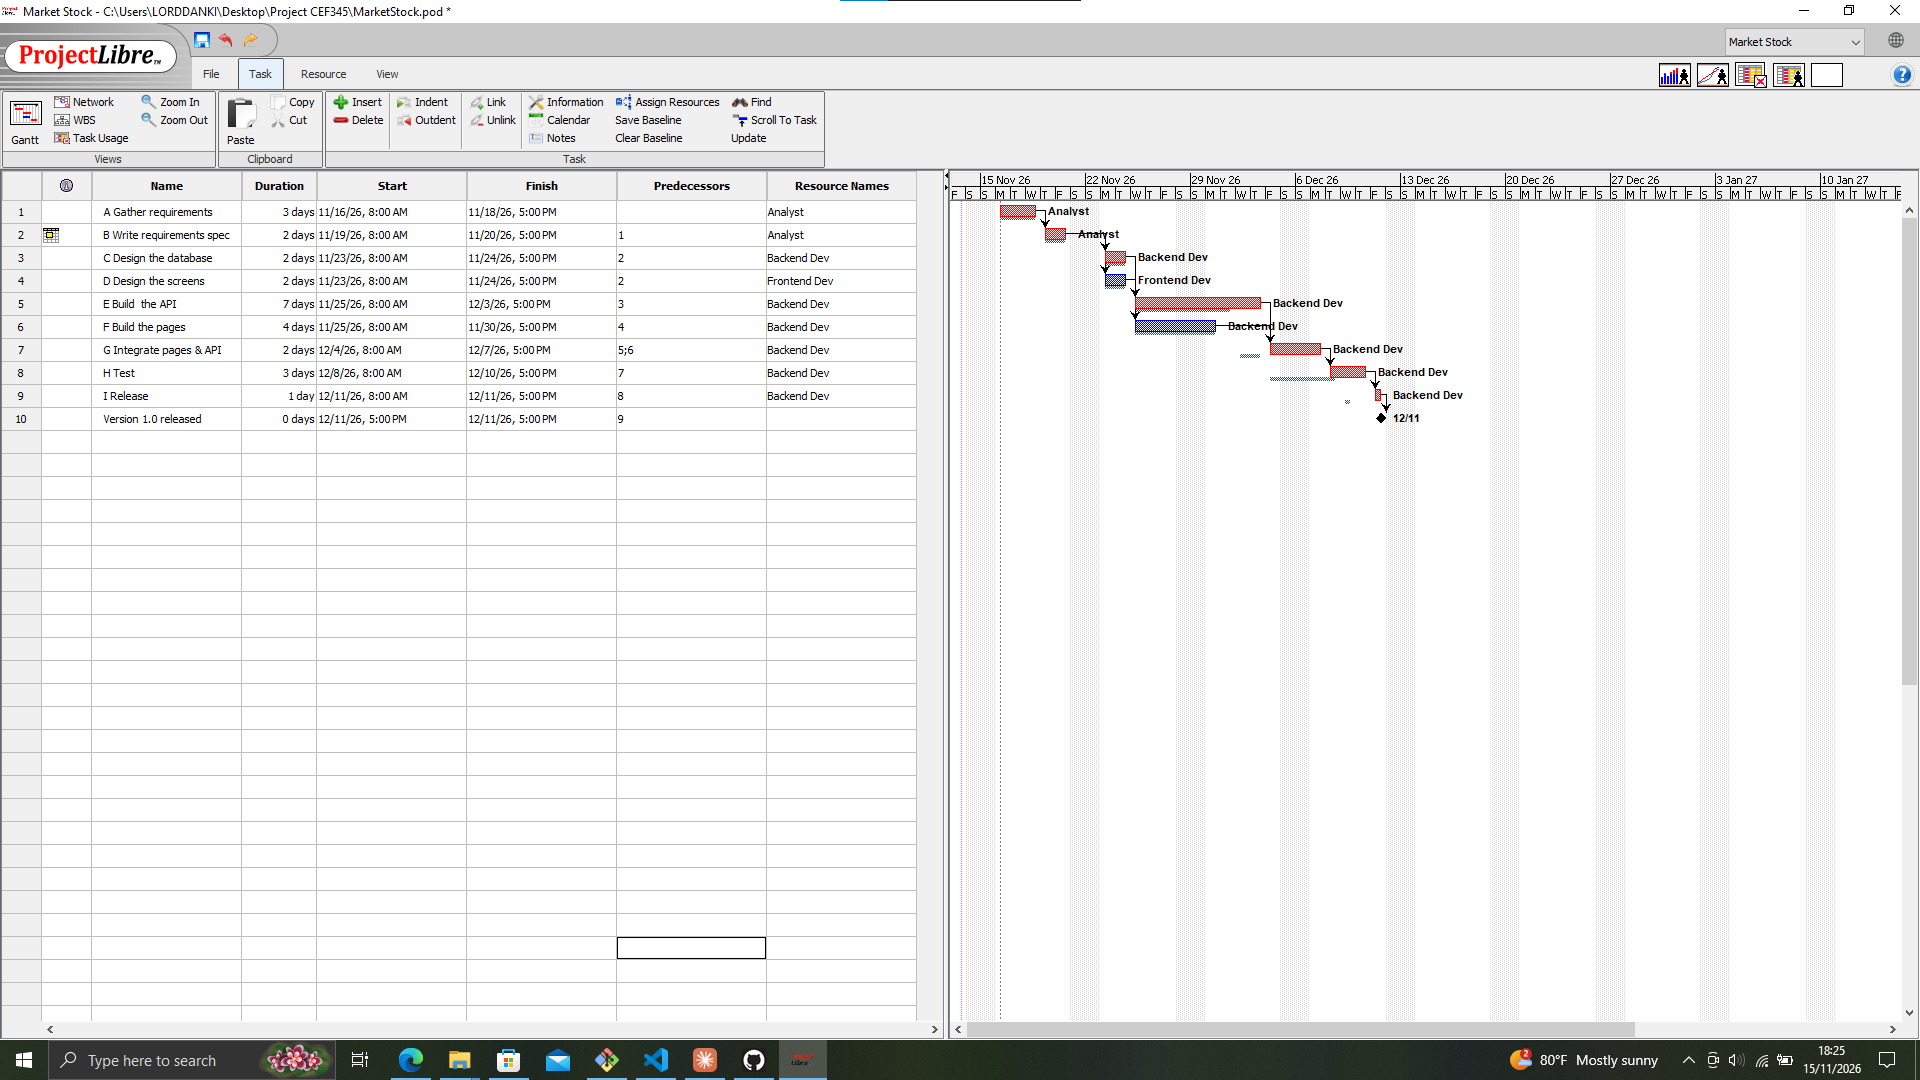 Market Stock - C:\Users\LORDDANKI\Desktop\Project CEF345\MarketStock.pod *
ProjectLibre™
Market Stock
File Task Resource View
Gantt
Network
WBS
Task Usage
Zoom In
Zoom Out
Views
Paste
Copy
Cut
Clipboard
Insert
Delete
Indent
Outdent
Link
Unlink
Information
Calendar
Notes
Assign Resources
Save Baseline
Clear Baseline
Find
Scroll To Task
Update
Task
Name Duration Start Finish Predecessors Resource Names
1 A Gather requirements 3 days 11/16/26, 8:00 AM 11/18/26, 5:00 PM Analyst
2 B Write requirements spec 2 days 11/19/26, 8:00 AM 11/20/26, 5:00 PM 1 Analyst
3 C Design the database 2 days 11/23/26, 8:00 AM 11/24/26, 5:00 PM 2 Backend Dev
4 D Design the screens 2 days 11/23/26, 8:00 AM 11/24/26, 5:00 PM 2 Frontend Dev
5 E Build the API 7 days 11/25/26, 8:00 AM 12/3/26, 5:00 PM 3 Backend Dev
6 F Build the pages 4 days 11/25/26, 8:00 AM 11/30/26, 5:00 PM 4 Backend Dev
7 G Integrate pages & API 2 days 12/4/26, 8:00 AM 12/7/26, 5:00 PM 5;6 Backend Dev
8 H Test 3 days 12/8/26, 8:00 AM 12/10/26, 5:00 PM 7 Backend Dev
9 I Release 1 day 12/11/26, 8:00 AM 12/11/26, 5:00 PM 8 Backend Dev
10 Version 1.0 released 0 days 12/11/26, 5:00 PM 12/11/26, 5:00 PM 9
15 Nov 26 22 Nov 26 29 Nov 26 6 Dec 26 13 Dec 26 20 Dec 26 27 Dec 26 3 Jan 27 10 Jan 27
F S S M T W T F S S M T W T F S S M T W T F S S M T W T F S S M T W T F S S M T W T F S S M T W T F S S M T W T F S S M T W T F
Analyst
Analyst
Backend Dev
Frontend Dev
Backend Dev
Backend Dev
Backend Dev
Backend Dev
Backend Dev
12/11
Type here to search
2
80°F Mostly sunny
18:25
15/11/2026